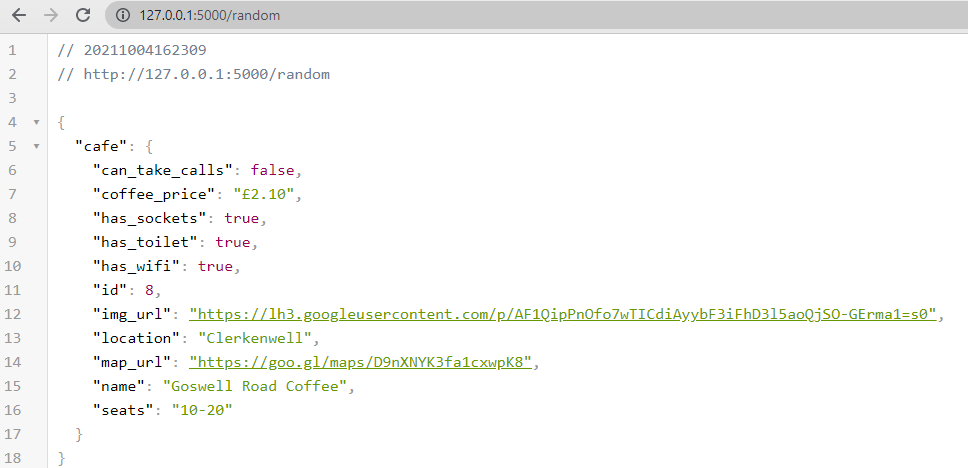 127.0.0.1:5000/random
1 // 20211004162309
2 // http://127.0.0.1:5000/random
3
4 {
5   "cafe": {
6     "can_take_calls": false,
7     "coffee_price": "£2.10",
8     "has_sockets": true,
9     "has_toilet": true,
10     "has_wifi": true,
11     "id": 8,
12     "img_url": "https://lh3.googleusercontent.com/p/AF1QipPnOfo7wTICdiAyybF3iFhD3l5aoQjSO-GErma1=s0",
13     "location": "Clerkenwell",
14     "map_url": "https://goo.gl/maps/D9nXNYK3fa1cxwpK8",
15     "name": "Goswell Road Coffee",
16     "seats": "10-20"
17   }
18 }